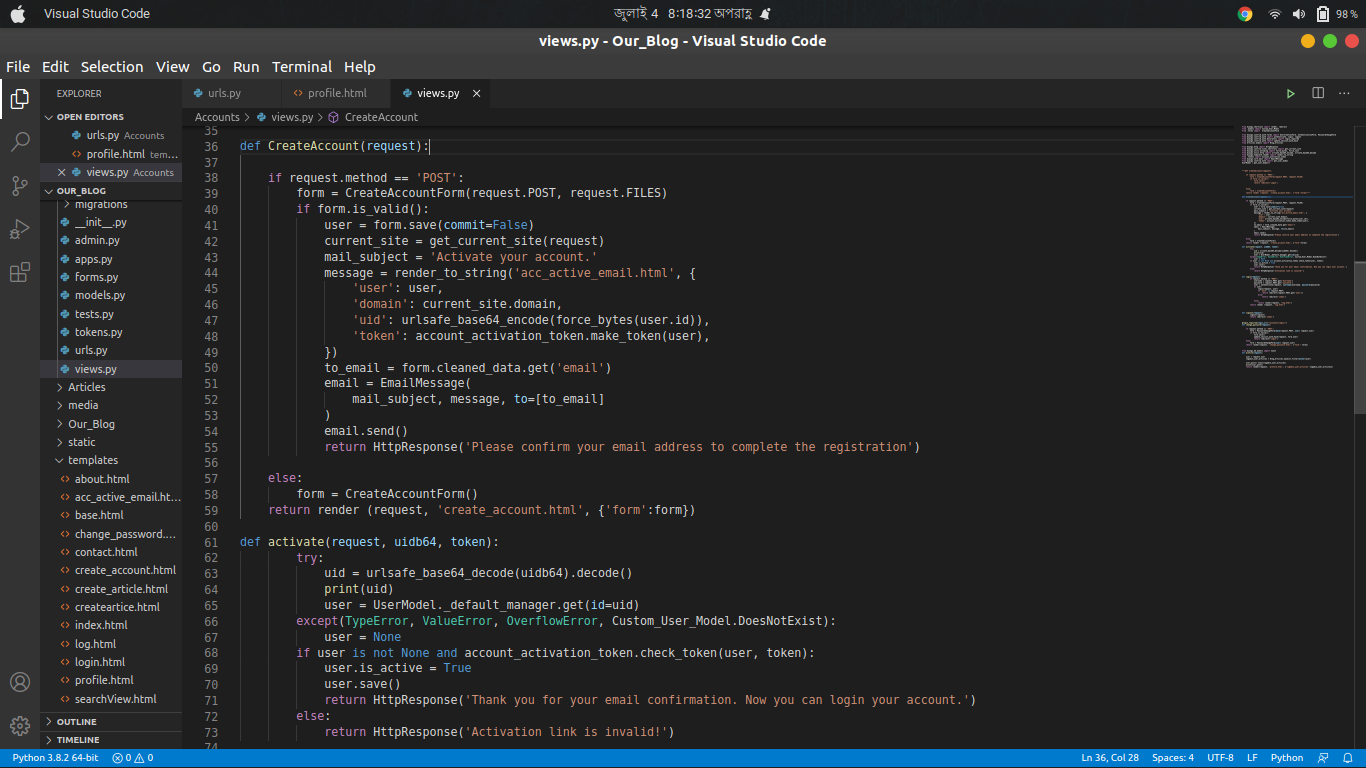 Visual Studio Code
জুলাই 4 8:18:32 অপরাহ্ণ
98 %
views.py - Our_Blog - Visual Studio Code
File Edit Selection View Go Run Terminal Help
EXPLORER
OPEN EDITORS
urls.py Accounts
profile.html tem...
views.py Accounts
OUR_BLOG
migrations
__init__.py
admin.py
apps.py
forms.py
models.py
tests.py
tokens.py
urls.py
views.py
Articles
media
Our_Blog
static
templates
about.html
acc_active_email.ht...
base.html
change_password....
contact.html
create_account.html
create_article.html
createartice.html
index.html
log.html
login.html
profile.html
searchView.html
OUTLINE
TIMELINE
urls.py profile.html views.py
Accounts > views.py > CreateAccount
35
36 def CreateAccount(request):
37
38 if request.method == 'POST':
39 form = CreateAccountForm(request.POST, request.FILES)
40 if form.is_valid():
41 user = form.save(commit=False)
42 current_site = get_current_site(request)
43 mail_subject = 'Activate your account.'
44 message = render_to_string('acc_active_email.html', {
45 'user': user,
46 'domain': current_site.domain,
47 'uid': urlsafe_base64_encode(force_bytes(user.id)),
48 'token': account_activation_token.make_token(user),
49 })
50 to_email = form.cleaned_data.get('email')
51 email = EmailMessage(
52 mail_subject, message, to=[to_email]
53 )
54 email.send()
55 return HttpResponse('Please confirm your email address to complete the registration')
56
57 else:
58 form = CreateAccountForm()
59 return render (request, 'create_account.html', {'form':form})
60
61 def activate(request, uidb64, token):
62 try:
63 uid = urlsafe_base64_decode(uidb64).decode()
64 print(uid)
65 user = UserModel._default_manager.get(id=uid)
66 except(TypeError, ValueError, OverflowError, Custom_User_Model.DoesNotExist):
67 user = None
68 if user is not None and account_activation_token.check_token(user, token):
69 user.is_active = True
70 user.save()
71 return HttpResponse('Thank you for your email confirmation. Now you can login your account.')
72 else:
73 return HttpResponse('Activation link is invalid!')
74
Python 3.8.2 64-bit 0 0 Ln 36, Col 28 Spaces: 4 UTF-8 LF Python